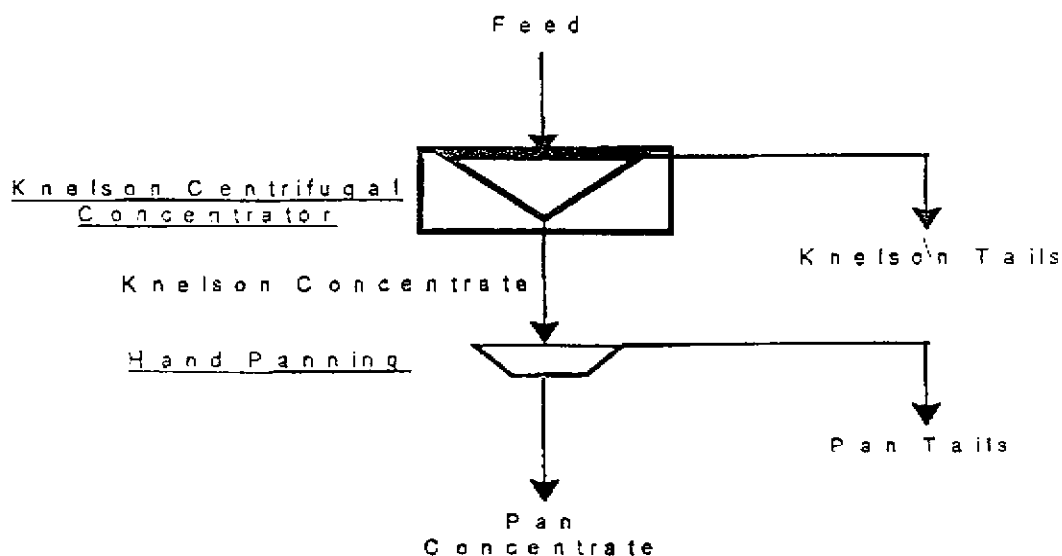 Feed
Knelson Centrifugal
Concentrator
Knelson Tails
Knelson Concentrate
Hand Panning
Pan Tails
Pan
Concentrate